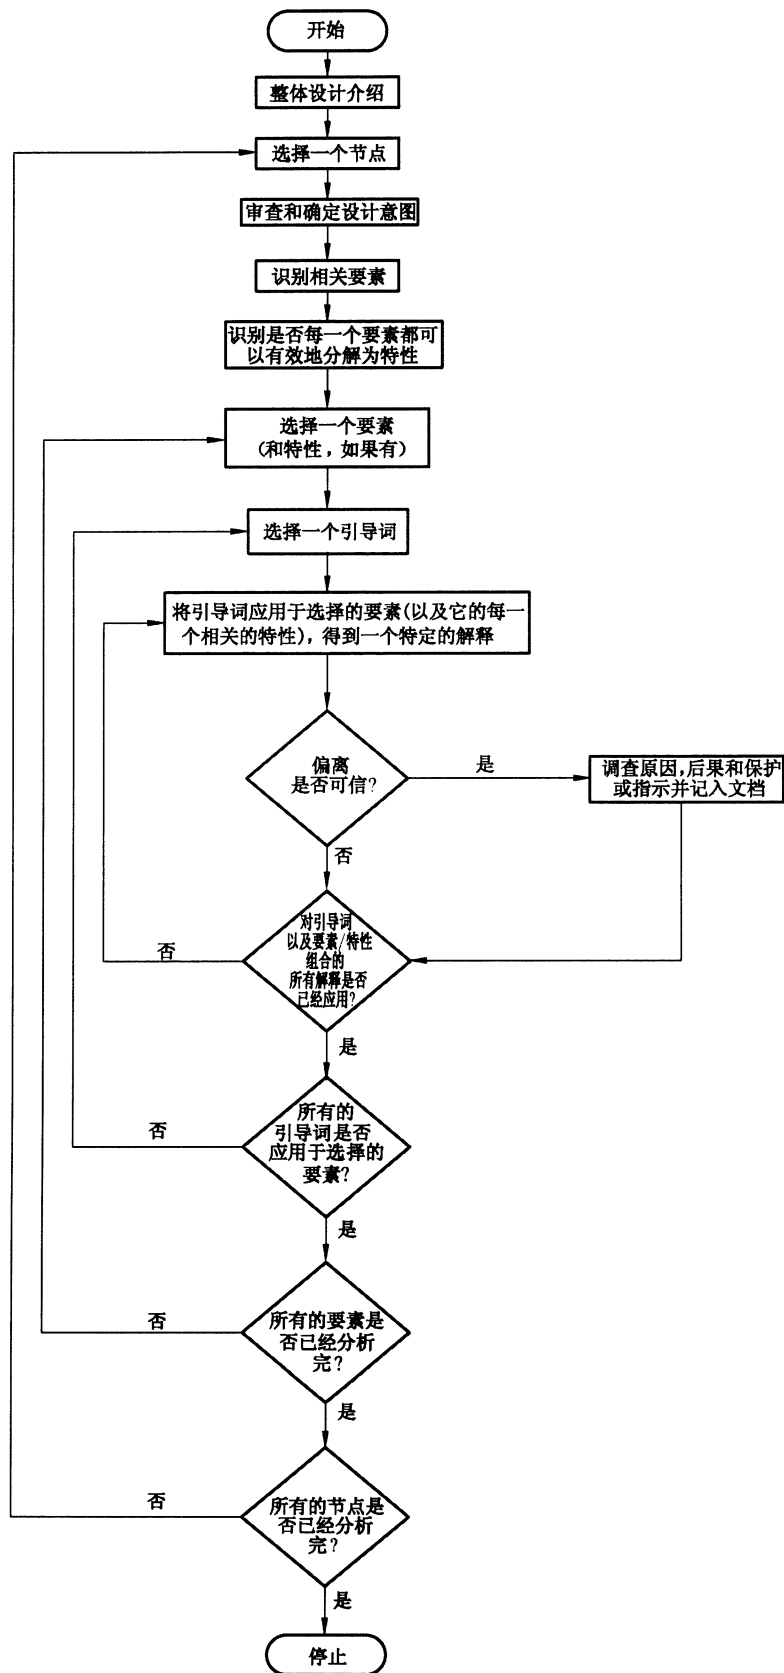 开始
整体设计介绍
选择一个节点
审查和确定设计意图
识别相关要素
识别是否每一个要素都可
以有效地分解为特性
选择一个要素
(和特性，如果有)
选择一个引导词
将引导词应用于选择的要素(以及它的每一
个相关的特性)，得到一个特定的解释
偏离
是否可信?
是
调查原因,后果和保护
或指示并记入文档
否
对引导词
以及要素/特性
组合的
所有解释是否
已经应用?
否
是
所有的
引导词是否
应用于选择的
要素?
否
是
所有的要素是
否已经分析
完?
否
是
所有的节点是
否已经分析
完?
否
是
停止